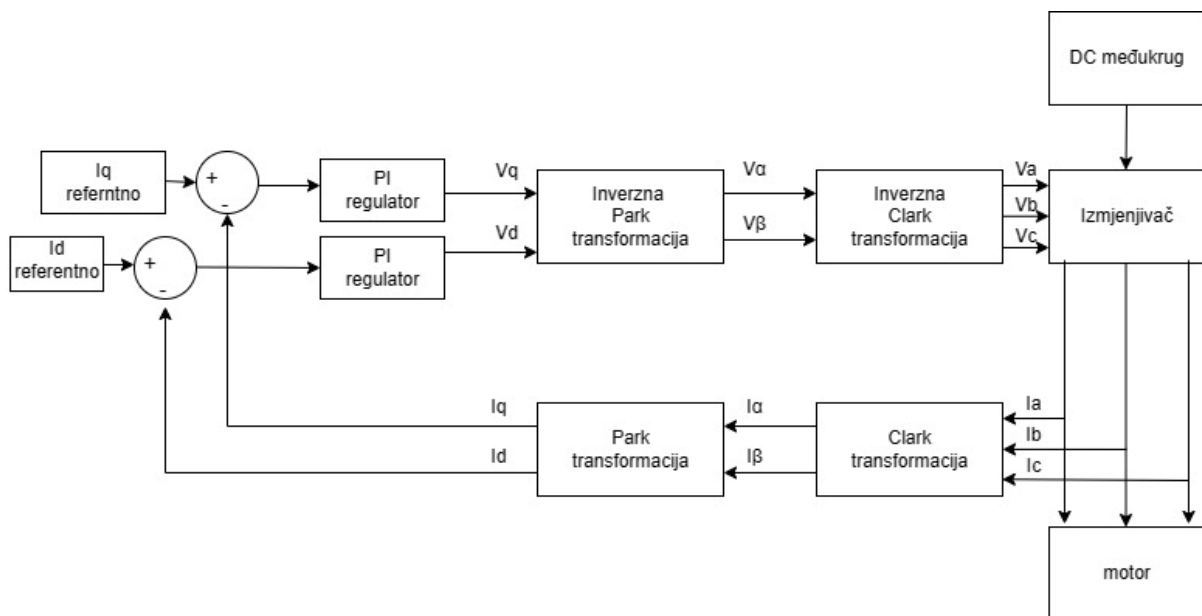 DC međukrug
Iq
referntno
+
-
PI
regulator
Vq
Inverzna
Park
transformacija
Vα
Vβ
Inverzna
Clark
transformacija
Va
Vb
Vc
Izmjenjivač
Id
referentno
+
-
PI
regulator
Vd
Iq
Id
Park
transformacija
Iα
Iβ
Clark
transformacija
Ia
Ib
Ic
motor